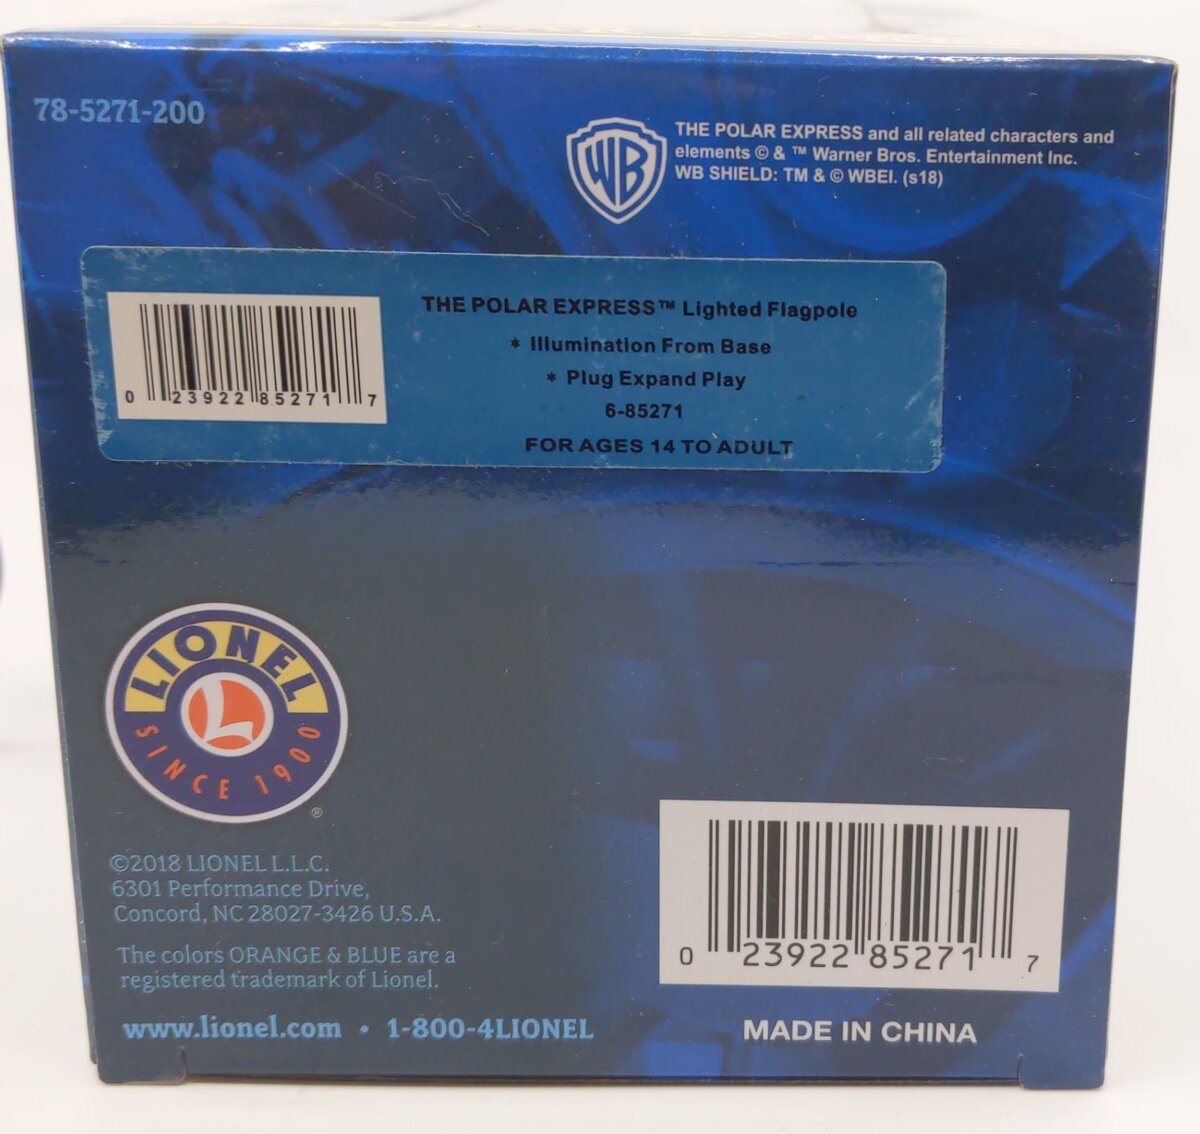 78-5271-200
WB
THE POLAR EXPRESS and all related characters and
elements © & ™ Warner Bros. Entertainment Inc.
WB SHIELD: TM & © WBEI. (s18)
THE POLAR EXPRESS™ Lighted Flagpole
* Illumination From Base
* Plug Expand Play
6-85271
FOR AGES 14 TO ADULT
0 23922 85271 7
LIONEL
L
SINCE 1900
®
©2018 LIONEL L.L.C.
6301 Performance Drive,
Concord, NC 28027-3426 U.S.A.
The colors ORANGE & BLUE are a
registered trademark of Lionel.
www.lionel.com • 1-800-4LIONEL
0 23922 85271 7
MADE IN CHINA